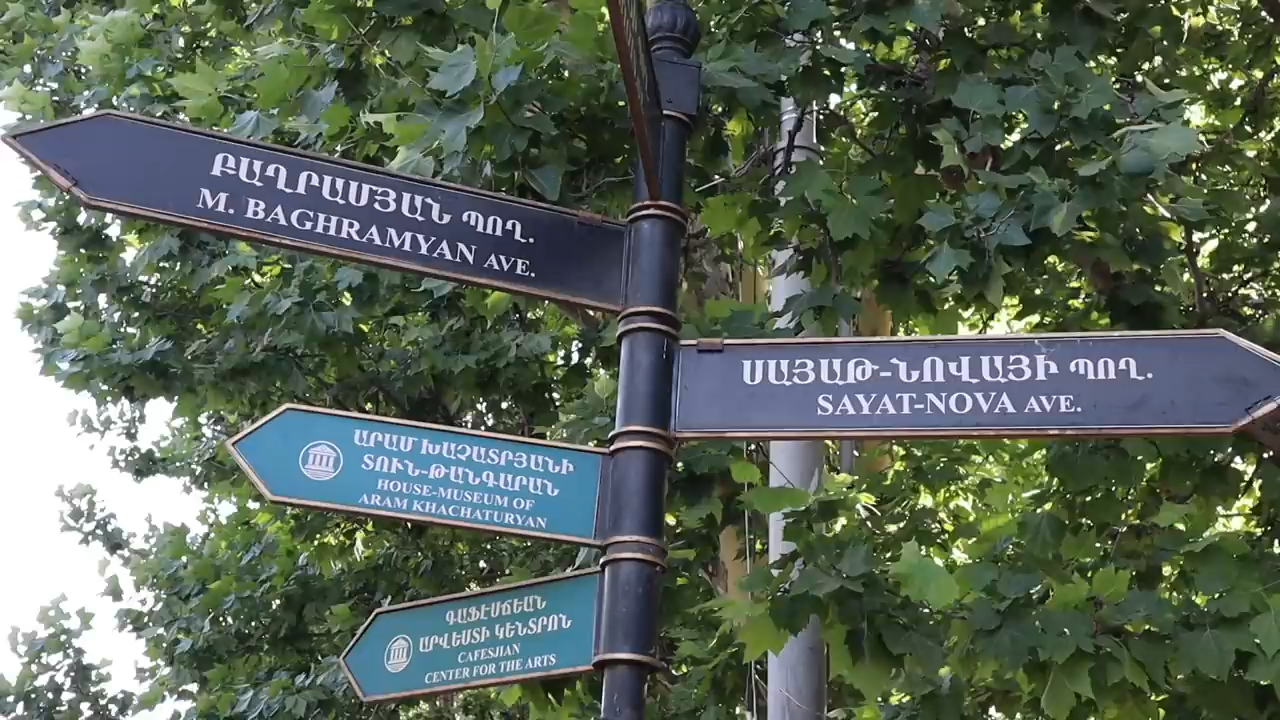 ԲԱՂՐԱՄՅԱՆ ՊՈՂ.
M. BAGHRAMYAN AVE.
ՍԱՅԱԹ-ՆՈՎԱՅԻ ՊՈՂ.
SAYAT-NOVA AVE.
ԱՐԱՄ ԽԱՉԱՏՐՅԱՆԻ
ՏՈՒՆ-ԹԱՆԳԱՐԱՆ
HOUSE-MUSEUM OF
ARAM KHACHATURYAN
ԳԱՖԷՍՃԵԱՆ
ԱՐՎԵՍՏԻ ԿԵՆՏՐՈՆ
CAFESJIAN
CENTER FOR THE ARTS